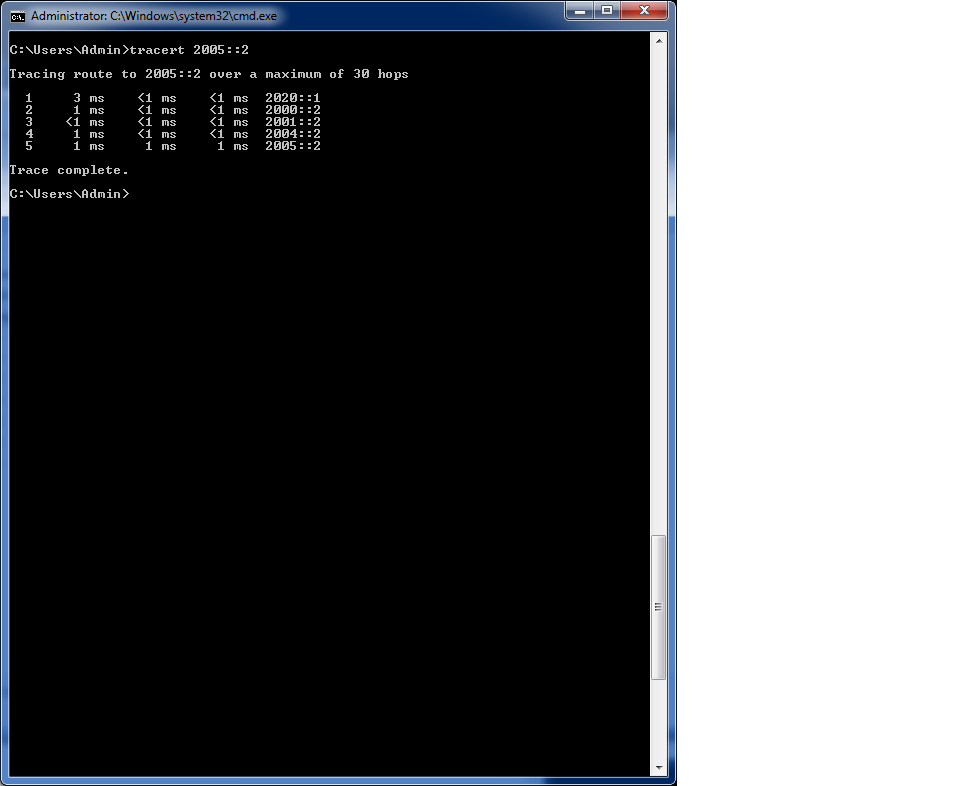 Administrator: C:\Windows\system32\cmd.exe
C:\Users\Admin>tracert 2005::2
Tracing route to 2005::2 over a maximum of 30 hops
1 3 ms <1 ms <1 ms 2020::1
2 1 ms <1 ms <1 ms 2000::2
3 <1 ms <1 ms <1 ms 2001::2
4 1 ms <1 ms <1 ms 2004::2
5 1 ms 1 ms 1 ms 2005::2
Trace complete.
C:\Users\Admin>